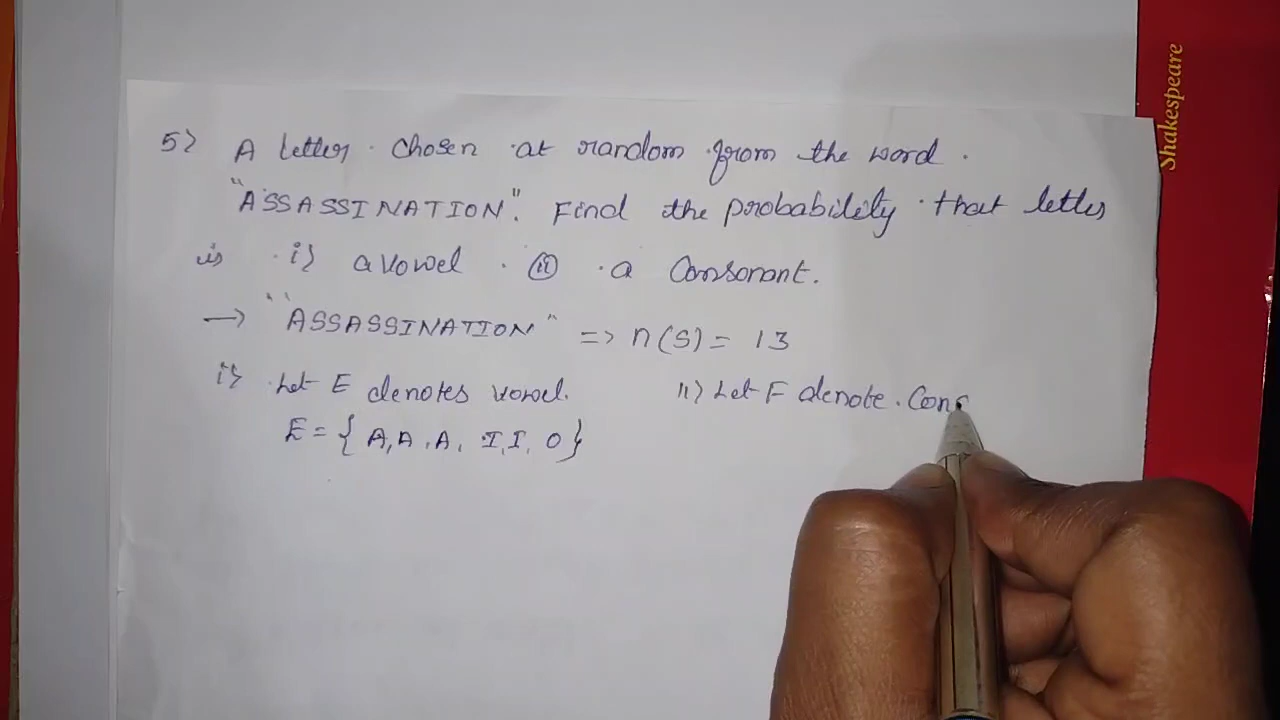 5) A letter chosen at random from the word
"ASSASSINATION". Find the probability that letter
is i) a vowel (ii) a consonant.
→ "ASSASSINATION" => n(S) = 13
i) Let E denotes vowel.
E = { A, A, A, I, I, O }
ii) Let F denote Cons
Shakespeare